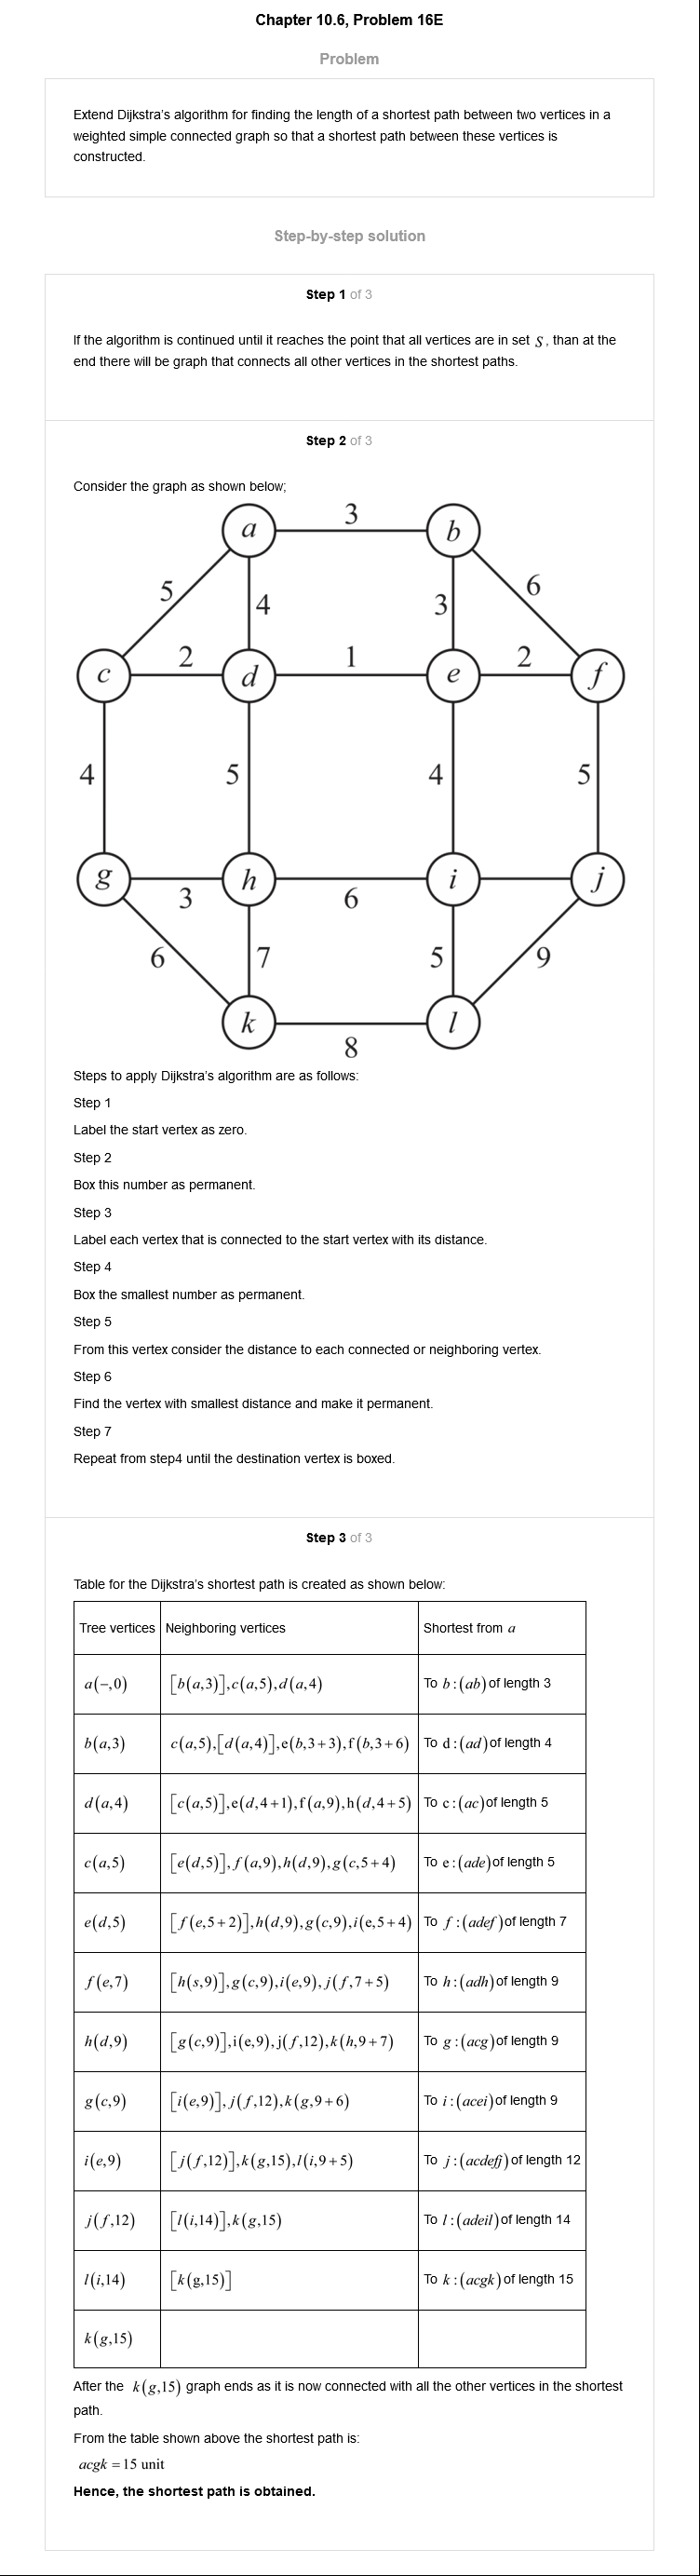 Chapter 10.6, Problem 16E
Problem
Extend Dijkstra's algorithm for finding the length of a shortest path between two vertices in a
weighted simple connected graph so that a shortest path between these vertices is
constructed.
Step-by-step solution
Step 1 of 3
If the algorithm is continued until it reaches the point that all vertices are in set S, than at the
end there will be graph that connects all other vertices in the shortest paths.
Step 2 of 3
Consider the graph as shown below;
a 3 b
5 4 3 6
c 2 d 1 e 2 f
4 5 4 5
g h i j
3 6
6 7 5 9
k l
8
Steps to apply Dijkstra's algorithm are as follows:
Step 1
Label the start vertex as zero.
Step 2
Box this number as permanent.
Step 3
Label each vertex that is connected to the start vertex with its distance.
Step 4
Box the smallest number as permanent.
Step 5
From this vertex consider the distance to each connected or neighboring vertex.
Step 6
Find the vertex with smallest distance and make it permanent.
Step 7
Repeat from step4 until the destination vertex is boxed.
Step 3 of 3
Table for the Dijkstra's shortest path is created as shown below:
Tree vertices Neighboring vertices Shortest from a
a(−,0) [b(a,3)],c(a,5),d(a,4) To b:(ab) of length 3
b(a,3) c(a,5),[d(a,4)],e(b,3+3),f(b,3+6) To d:(ad) of length 4
d(a,4) [c(a,5)],e(d,4+1),f(a,9),h(d,4+5) To c:(ac) of length 5
c(a,5) [e(d,5)],f(a,9),h(d,9),g(c,5+4) To e:(ade) of length 5
e(d,5) [f(e,5+2)],h(d,9),g(c,9),i(e,5+4) To f:(adef) of length 7
f(e,7) [h(s,9)],g(c,9),i(e,9),j(f,7+5) To h:(adh) of length 9
h(d,9) [g(c,9)],i(e,9),j(f,12),k(h,9+7) To g:(acg) of length 9
g(c,9) [i(e,9)],j(f,12),k(g,9+6) To i:(acei) of length 9
i(e,9) [j(f,12)],k(g,15),l(i,9+5) To j:(acdefj) of length 12
j(f,12) [l(i,14)],k(g,15) To l:(adeil) of length 14
l(i,14) [k(g,15)] To k:(acgk) of length 15
k(g,15)
After the k(g,15) graph ends as it is now connected with all the other vertices in the shortest
path.
From the table shown above the shortest path is:
acgk = 15 unit
Hence, the shortest path is obtained.